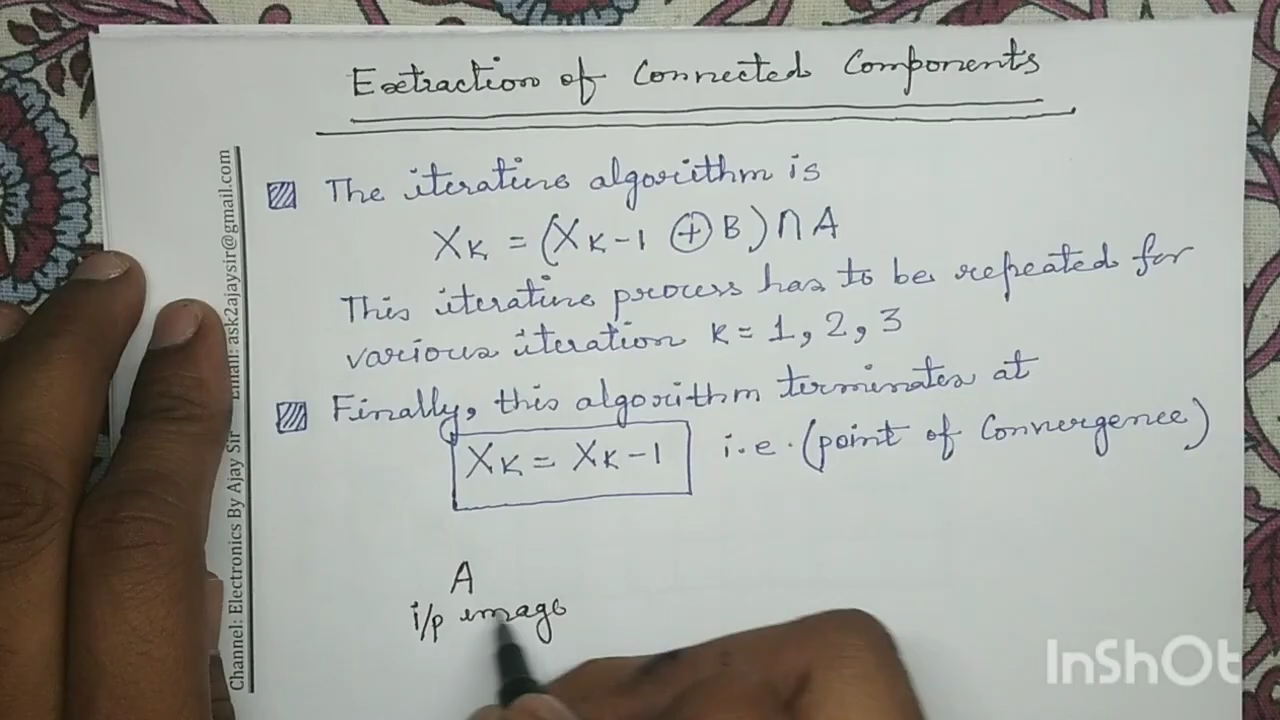 Extraction of Connected Components
The iterative algorithm is
XK = (XK-1 ⊕ B) ∩ A
This iterative process has to be repeated for
various iteration K = 1, 2, 3
Finally, this algorithm terminates at
XK = XK-1 i.e. (point of Convergence)
A
i/p image
Channel: Electronics By Ajay Sir Email: ask2ajaysir@gmail.com
InShOt